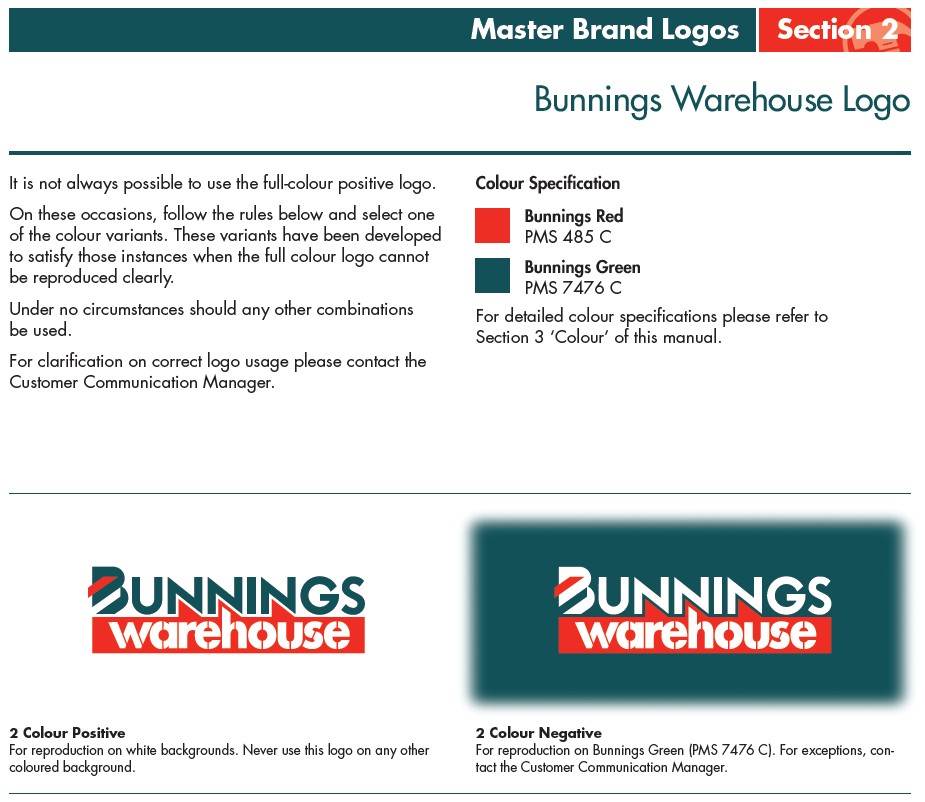 Master Brand Logos
Section 2
Bunnings Warehouse Logo
It is not always possible to use the full-colour positive logo.
On these occasions, follow the rules below and select one
of the colour variants. These variants have been developed
to satisfy those instances when the full colour logo cannot
be reproduced clearly.
Under no circumstances should any other combinations
be used.
For clarification on correct logo usage please contact the
Customer Communication Manager.
Colour Specification
Bunnings Red
PMS 485 C
Bunnings Green
PMS 7476 C
For detailed colour specifications please refer to
Section 3 ‘Colour’ of this manual.
BUNNINGS
warehouse
2 Colour Positive
For reproduction on white backgrounds. Never use this logo on any other
coloured background.
BUNNINGS
warehouse
2 Colour Negative
For reproduction on Bunnings Green (PMS 7476 C). For exceptions, con-
tact the Customer Communication Manager.